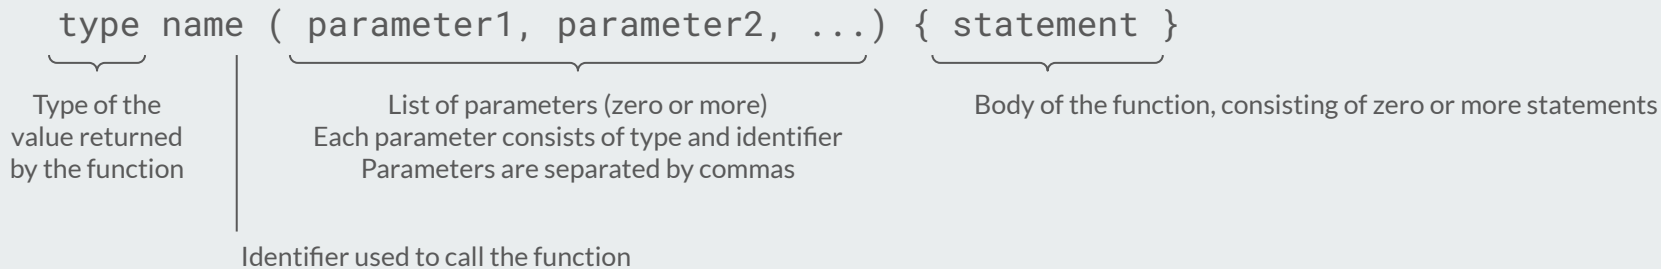 type name ( parameter1, parameter2, ...) { statement }
Type of the
value returned
by the function
List of parameters (zero or more)
Each parameter consists of type and identifier
Parameters are separated by commas
Body of the function, consisting of zero or more statements
Identifier used to call the function